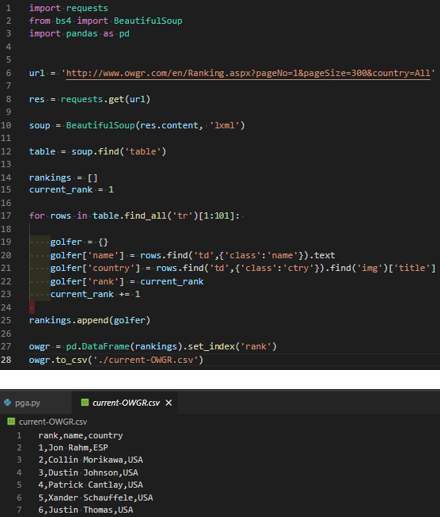 1 import requests
2 from bs4 import BeautifulSoup
3 import pandas as pd
4
5
6 url = 'http://www.owgr.com/en/Ranking.aspx?pageNo=1&pageSize=300&country=All'
7
8 res = requests.get(url)
9
10 soup = BeautifulSoup(res.content, 'lxml')
11
12 table = soup.find('table')
13
14 rankings = []
15 current_rank = 1
16
17 for rows in table.find_all('tr')[1:101]:
18
19     golfer = {}
20     golfer['name'] = rows.find('td',{'class':'name'}).text
21     golfer['country'] = rows.find('td',{'class':'ctry'}).find('img')['title']
22     golfer['rank'] = current_rank
23     current_rank += 1
24
25 rankings.append(golfer)
26
27 owgr = pd.DataFrame(rankings).set_index('rank')
28 owgr.to_csv('./current-OWGR.csv')
pga.py current-OWGR.csv ×
current-OWGR.csv
1 rank,name,country
2 1,Jon Rahm,ESP
3 2,Collin Morikawa,USA
4 3,Dustin Johnson,USA
5 4,Patrick Cantlay,USA
6 5,Xander Schauffele,USA
7 6,Justin Thomas,USA